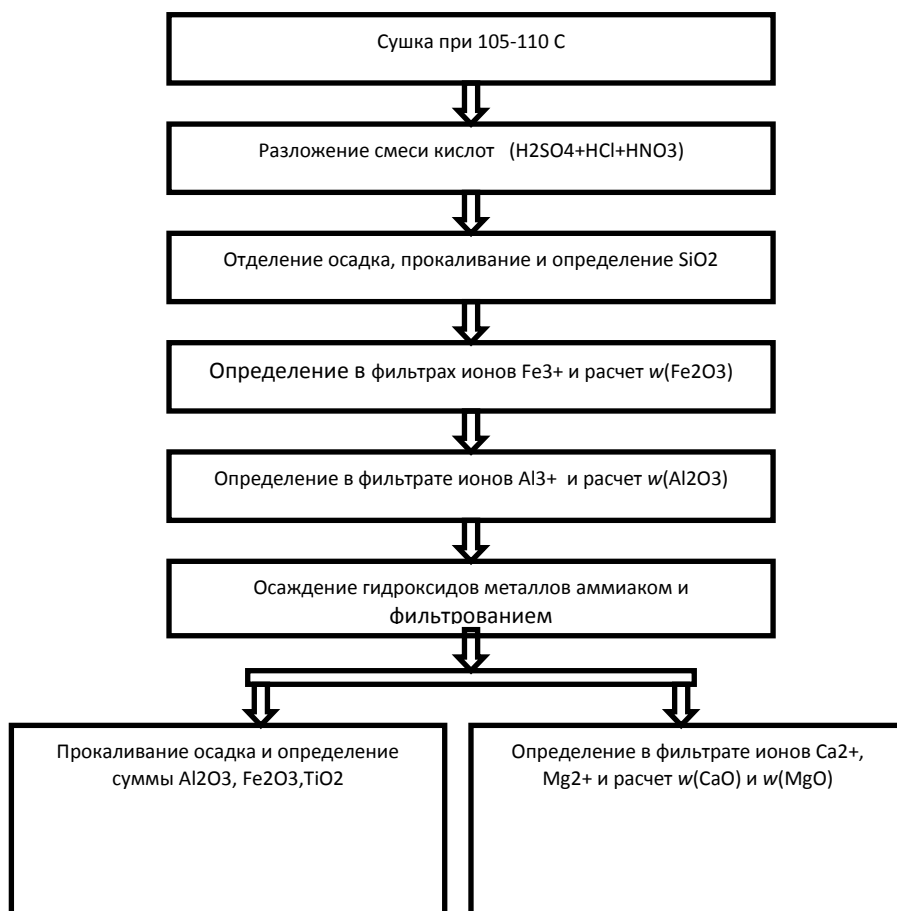 Сушка при 105-110 С
Разложение смеси кислот (H2SO4+HCl+HNO3)
Отделение осадка, прокаливание и определение SiO2
Определение в фильтрах ионов Fe3+ и расчет w(Fe2O3)
Определение в фильтрате ионов Al3+ и расчет w(Al2O3)
Осаждение гидроксидов металлов аммиаком и
фильтрованием
Прокаливание осадка и определение
суммы Al2O3, Fe2O3,TiO2
Определение в фильтрате ионов Ca2+,
Mg2+ и расчет w(CaO) и w(MgO)